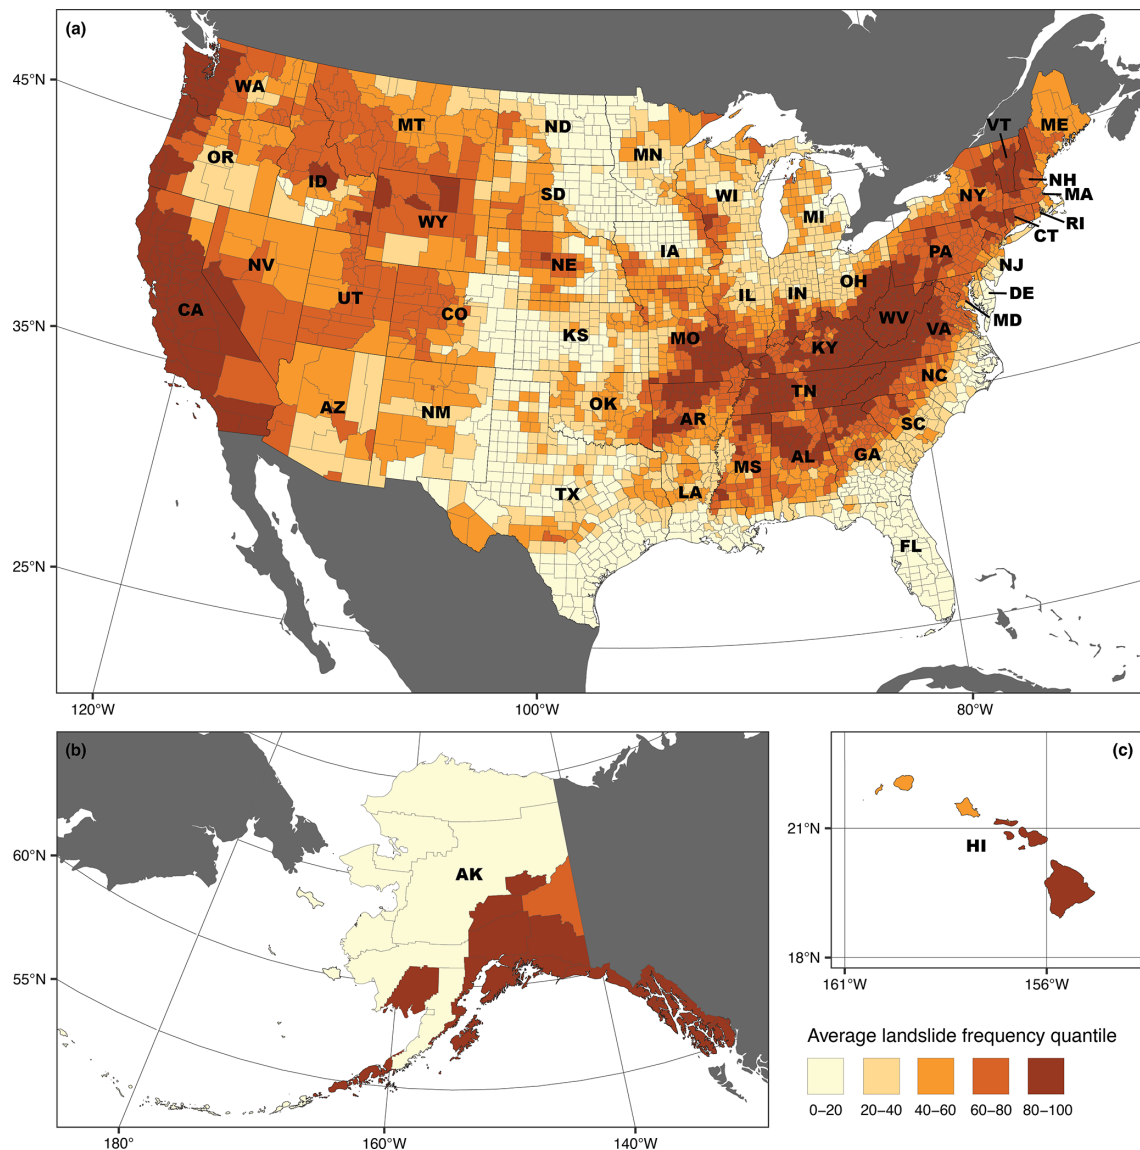 (a)
45°N
35°N
25°N
WA
OR
ID
MT
ND
MN
SD
WI
MI
WY
NE
IA
NV
UT
CO
CA
KS
MO
IL
IN
OH
KY
WV
VA
PA
NY
VT
ME
NH
MA
RI
CT
NJ
DE
MD
AZ
NM
OK
AR
TN
NC
SC
MS
AL
GA
TX
LA
FL
120°W
100°W
80°W
(b)
60°N
55°N
AK
180°
160°W
140°W
(c)
21°N
18°N
HI
161°W
156°W
Average landslide frequency quantile
0–20 20–40 40–60 60–80 80–100